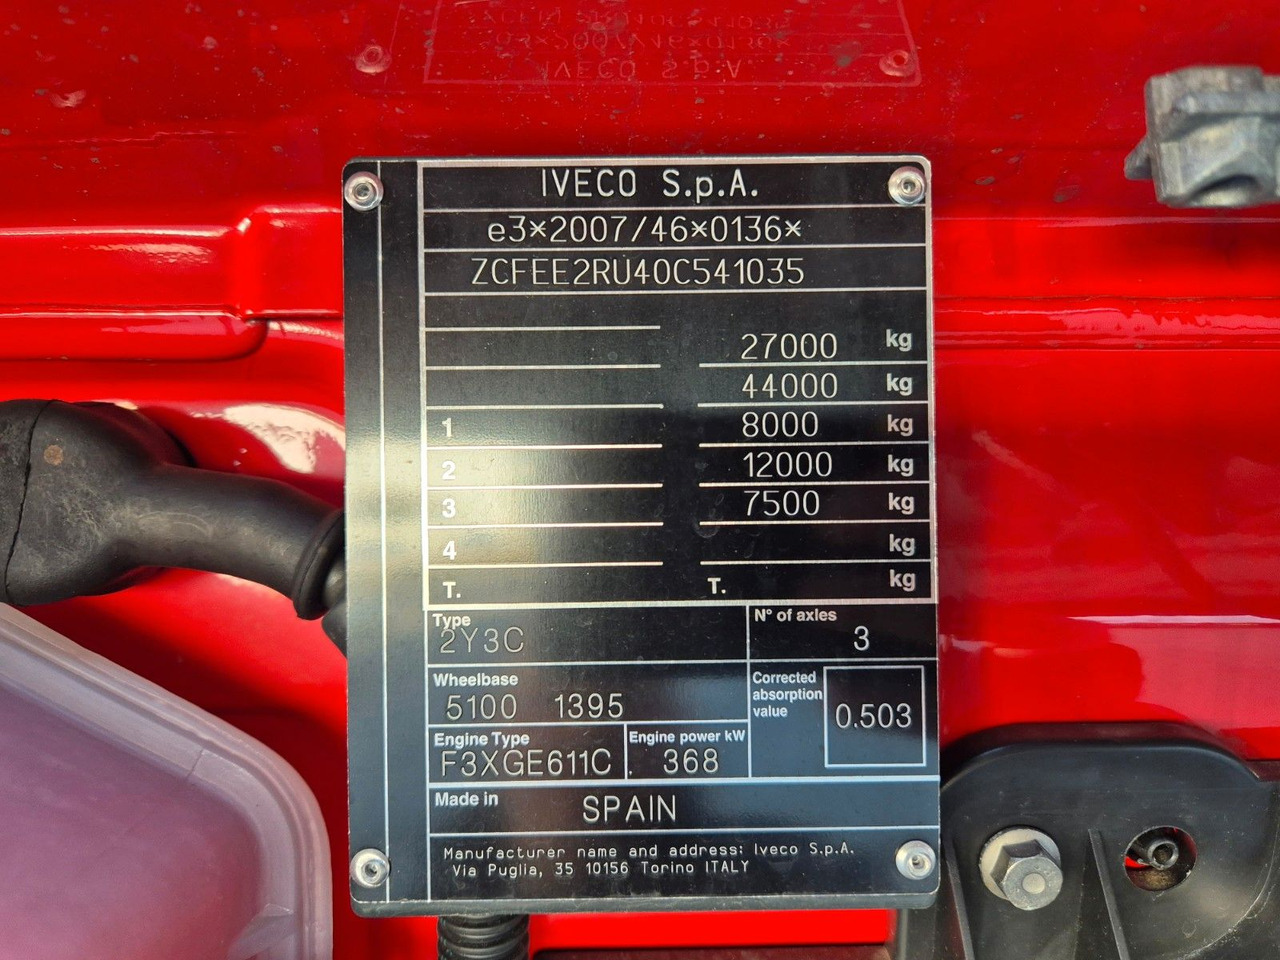 IVECO S.p.A.
e3×2007/46×0136×
ZCFEE2RU40C541035
27000 kg
44000 kg
1 8000 kg
2 12000 kg
3 7500 kg
4 kg
T. T. kg
Type N° of axles
2Y3C 3
Wheelbase Corrected absorption value
5100 1395 0.503
Engine Type Engine power kW
F3XGE611C 368
Made in SPAIN
Manufacturer name and address: Iveco S.p.A.
Via Puglia, 35 10156 Torino ITALY